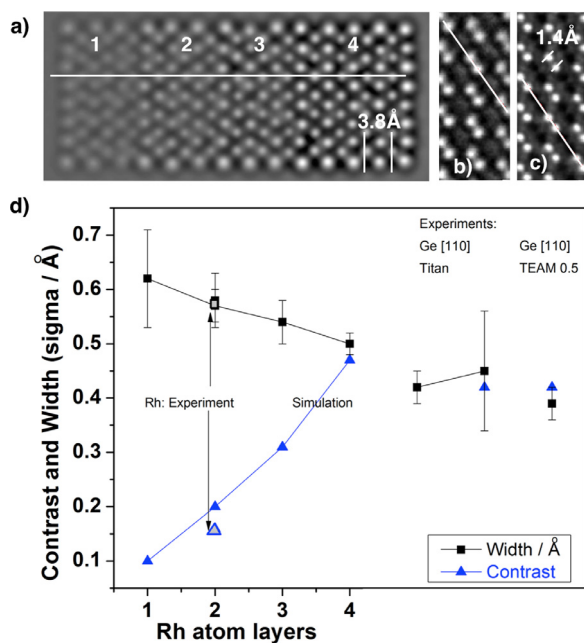 a)
1 2 3 4
3.8Å
1.4Å
b)
c)
d)
Contrast and Width (sigma / Å)
0.7
0.6
0.5
0.4
0.3
0.2
0.1
Experiments:
Ge [110] Ge [110]
Titan TEAM 0.5
Rh: Experiment Simulation
Width / Å
Contrast
1 2 3 4
Rh atom layers